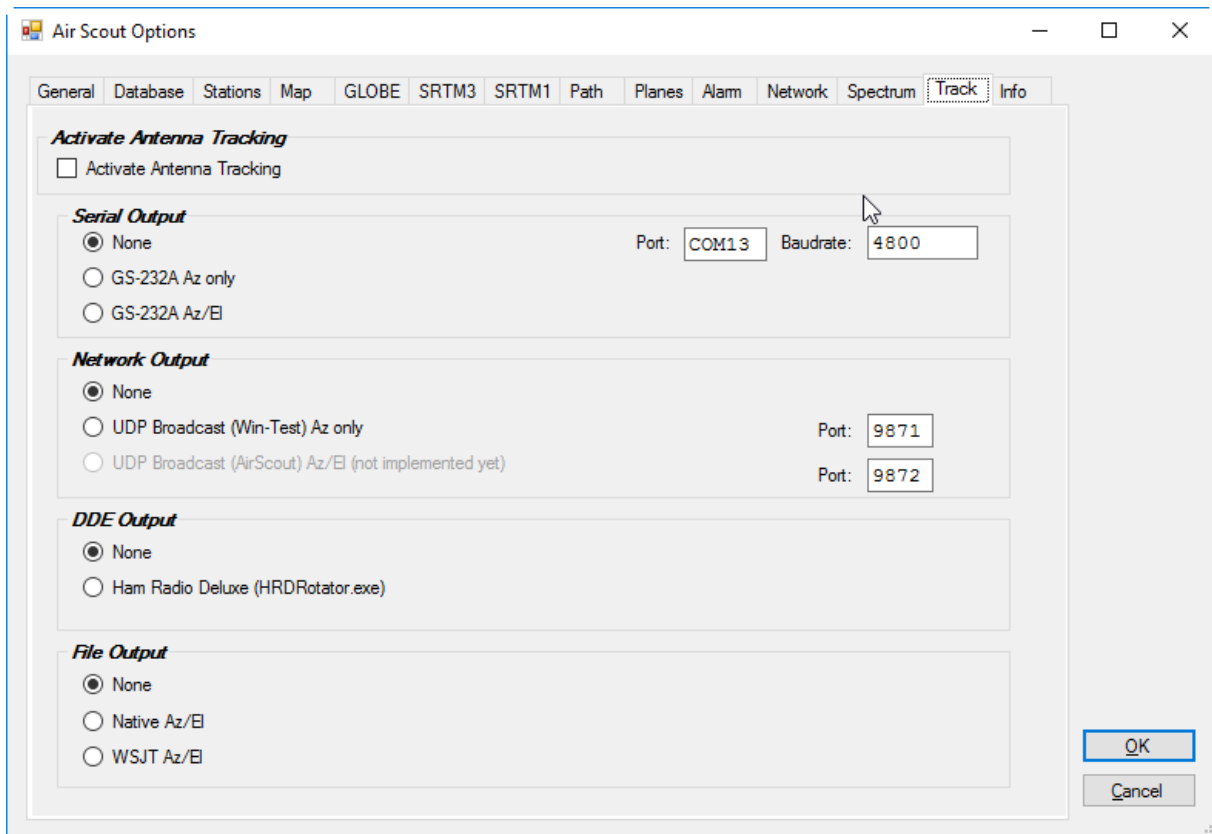 Air Scout Options
General Database Stations Map GLOBE SRTM3 SRTM1 Path Planes Alarm Network Spectrum Track Info
Activate Antenna Tracking
Activate Antenna Tracking
Serial Output
None Port: COM13 Baudrate: 4800
GS-232A Az only
GS-232A Az/El
Network Output
None
UDP Broadcast (Win-Test) Az only Port: 9871
UDP Broadcast (AirScout) Az/El (not implemented yet) Port: 9872
DDE Output
None
Ham Radio Deluxe (HRDRotator.exe)
File Output
None
Native Az/El
WSJT Az/El
OK
Cancel